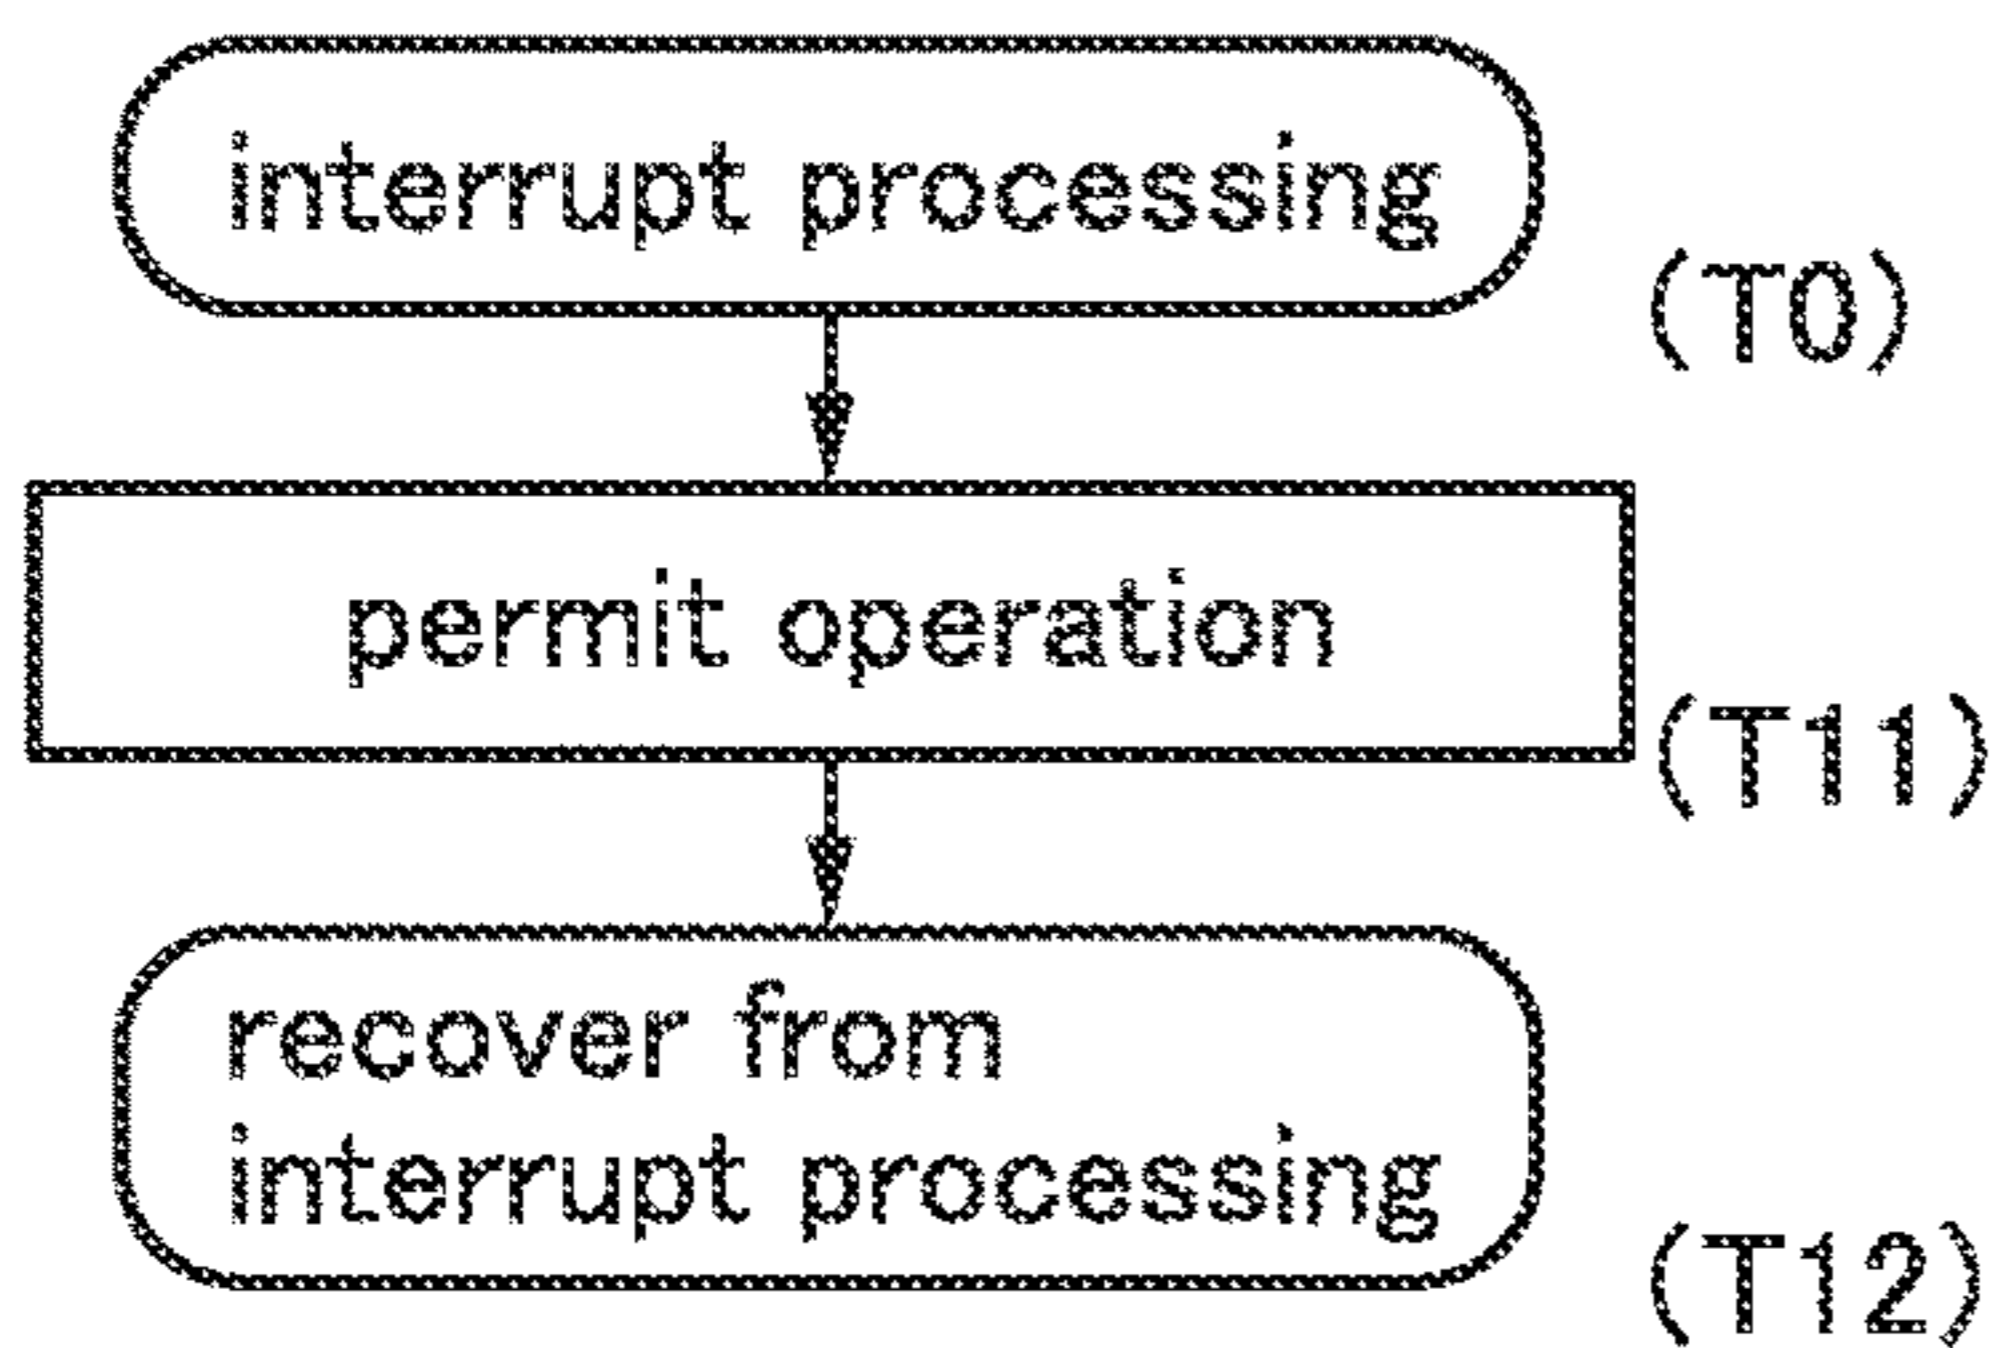 interrupt processing
(T0)
permit operation
(T11)
recover from
interrupt processing
(T12)